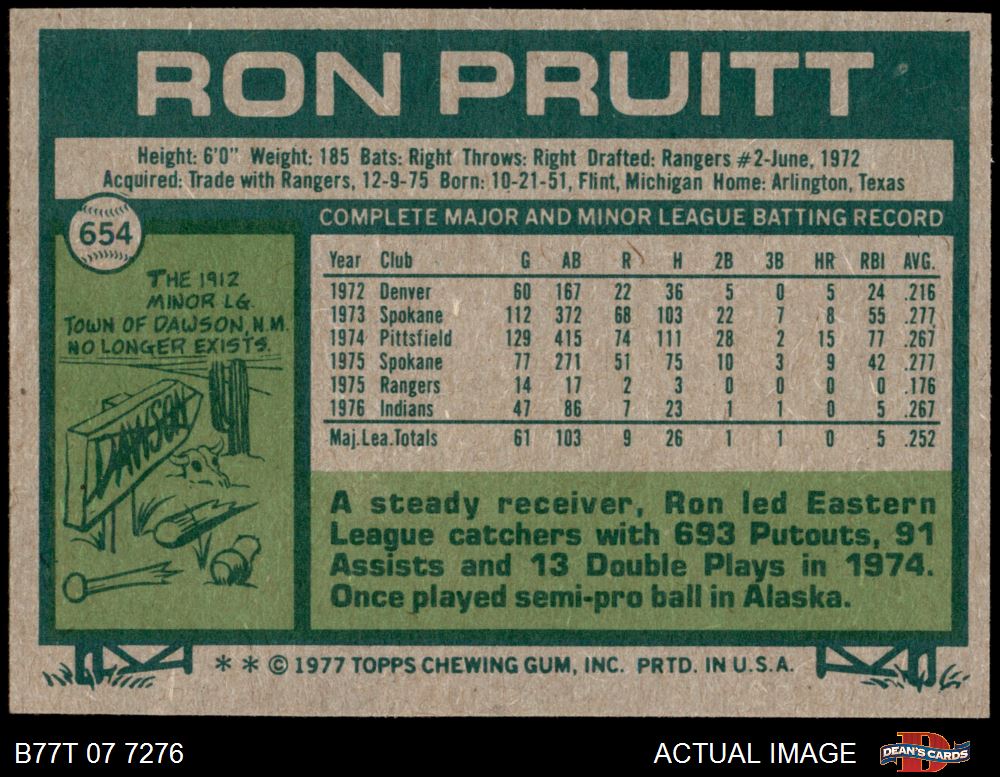 RON PRUITT
Height: 6'0" Weight: 185 Bats: Right Throws: Right Drafted: Rangers #2-June, 1972
Acquired: Trade with Rangers, 12-9-75 Born: 10-21-51, Flint, Michigan Home: Arlington, Texas
654
THE 1912
MINOR LG.
TOWN OF DAWSON, N.M.
NO LONGER EXISTS.
DAWSON
COMPLETE MAJOR AND MINOR LEAGUE BATTING RECORD
Year Club G AB R H 2B 3B HR RBI AVG.
1972 Denver 60 167 22 36 5 0 5 24 .216
1973 Spokane 112 372 68 103 22 7 8 55 .277
1974 Pittsfield 129 415 74 111 28 2 15 77 .267
1975 Spokane 77 271 51 75 10 3 9 42 .277
1975 Rangers 14 17 2 3 0 0 0 0 .176
1976 Indians 47 86 7 23 1 1 0 5 .267
Maj.Lea.Totals 61 103 9 26 1 1 0 5 .252
A steady receiver, Ron led Eastern
League catchers with 693 Putouts, 91
Assists and 13 Double Plays in 1974.
Once played semi-pro ball in Alaska.
* * © 1977 TOPPS CHEWING GUM, INC. PRTD. IN U.S.A.
B77T 07 7276
ACTUAL IMAGE
D
DEAN'S CARDS